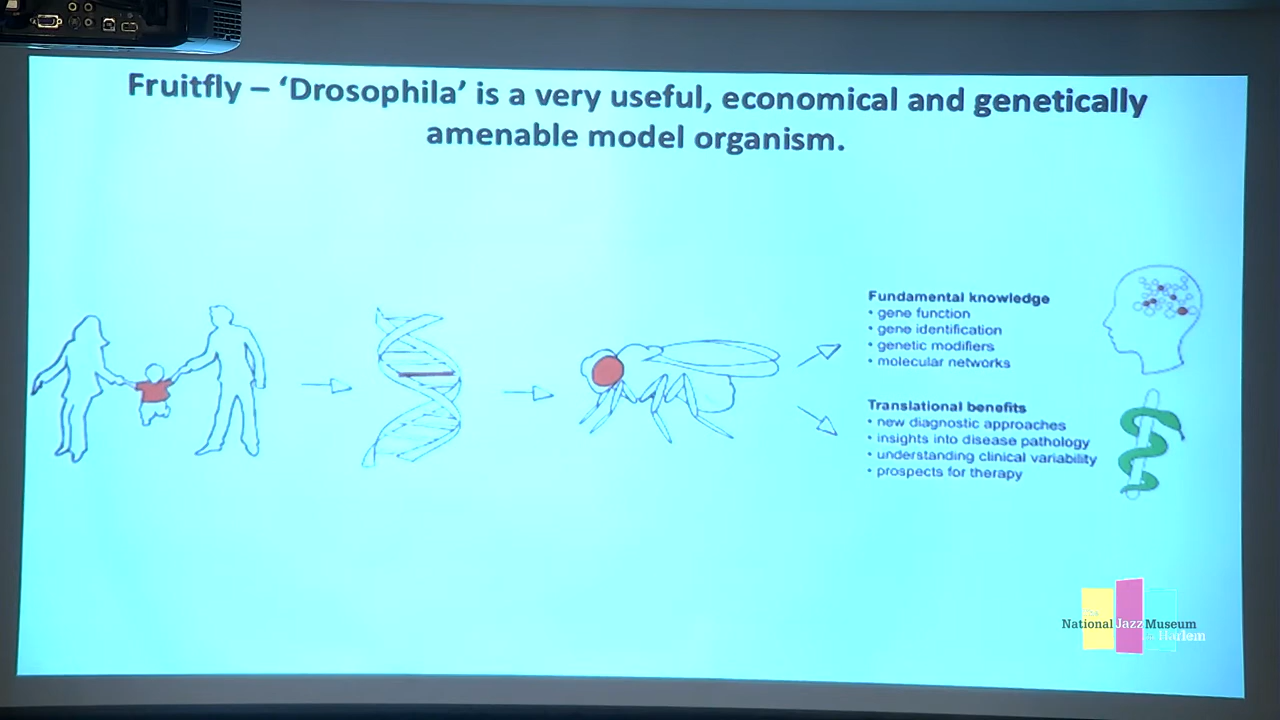 Fruitfly – ‘Drosophila’ is a very useful, economical and genetically
amenable model organism.
Fundamental knowledge
• gene function
• gene identification
• genetic modifiers
• molecular networks
Translational benefits
• new diagnostic approaches
• insights into disease pathology
• understanding clinical variability
• prospects for therapy
The
National Jazz Museum
in Harlem